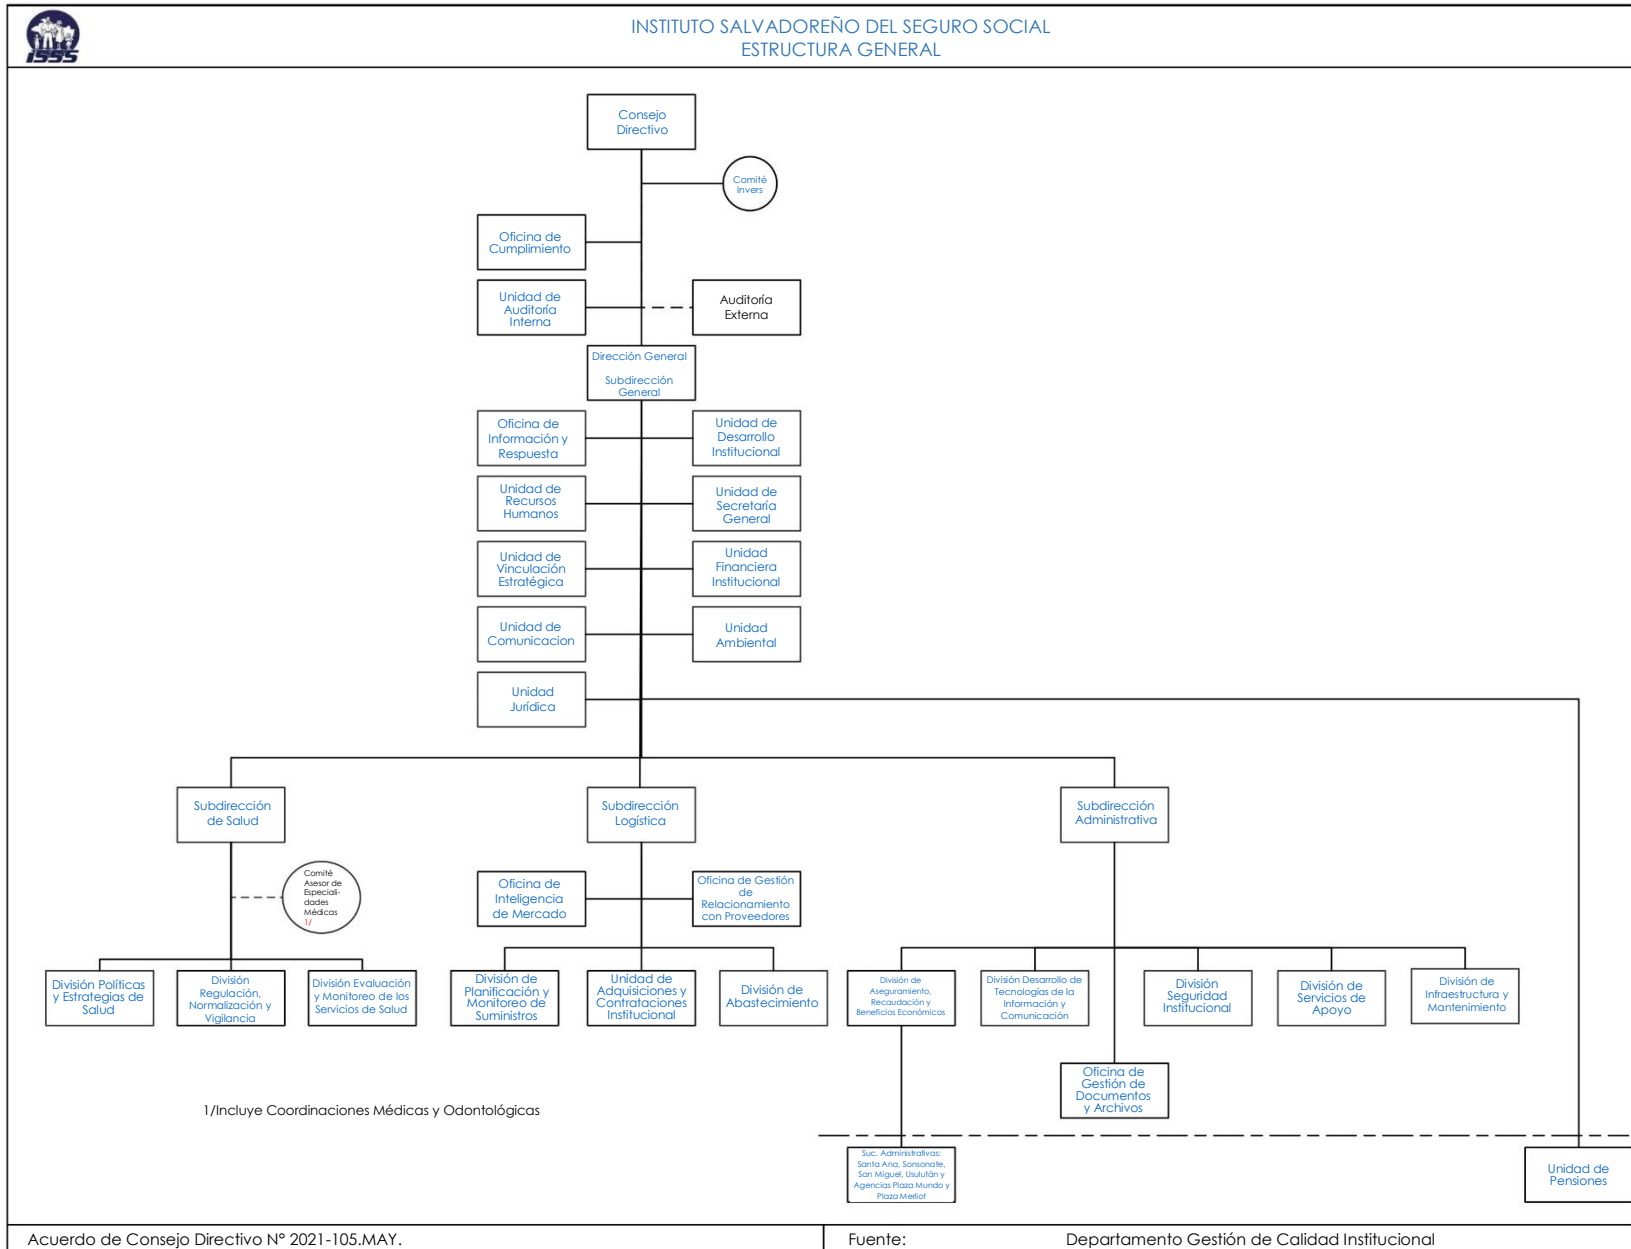 ISSS
INSTITUTO SALVADOREÑO DEL SEGURO SOCIAL
ESTRUCTURA GENERAL
Consejo
Directivo
Comité
Invers
Oficina de
Cumplimiento
Unidad de
Auditoría
Interna
Auditoría
Externa
Dirección General
Subdirección
General
Oficina de
Información y
Respuesta
Unidad de
Desarrollo
Institucional
Unidad de
Recursos
Humanos
Unidad de
Secretaría
General
Unidad de
Vinculación
Estratégica
Unidad
Financiera
Institucional
Unidad de
Comunicacion
Unidad
Ambiental
Unidad
Jurídica
Subdirección
de Salud
Subdirección
Logística
Subdirección
Administrativa
Comité
Asesor de
Especiali-
dades
Médicas
1/
Oficina de
Inteligencia
de Mercado
Oficina de Gestión
de
Relacionamiento
con Proveedores
División Políticas
y Estrategias de
Salud
División
Regulación,
Normalización y
Vigilancia
División Evaluación
y Monitoreo de los
Servicios de Salud
División de
Planificación y
Monitoreo de
Suministros
Unidad de
Adquisiciones y
Contrataciones
Institucional
División de
Abastecimiento
División de
Aseguramiento,
Recaudación y
Beneficios Económicos
División Desarrollo de
Tecnologías de la
Información y
Comunicación
División
Seguridad
Institucional
División de
Servicios de
Apoyo
División de
Infraestructura y
Mantenimiento
Oficina de
Gestión de
Documentos
y Archivos
1/Incluye Coordinaciones Médicas y Odontológicas
Suc. Administrativas:
Santa Ana, Sonsonate,
San Miguel, Usulután y
Agencias Plaza Mundo y
Plaza Merliot
Unidad de
Pensiones
Acuerdo de Consejo Directivo N° 2021-105.MAY.
Fuente: Departamento Gestión de Calidad Institucional